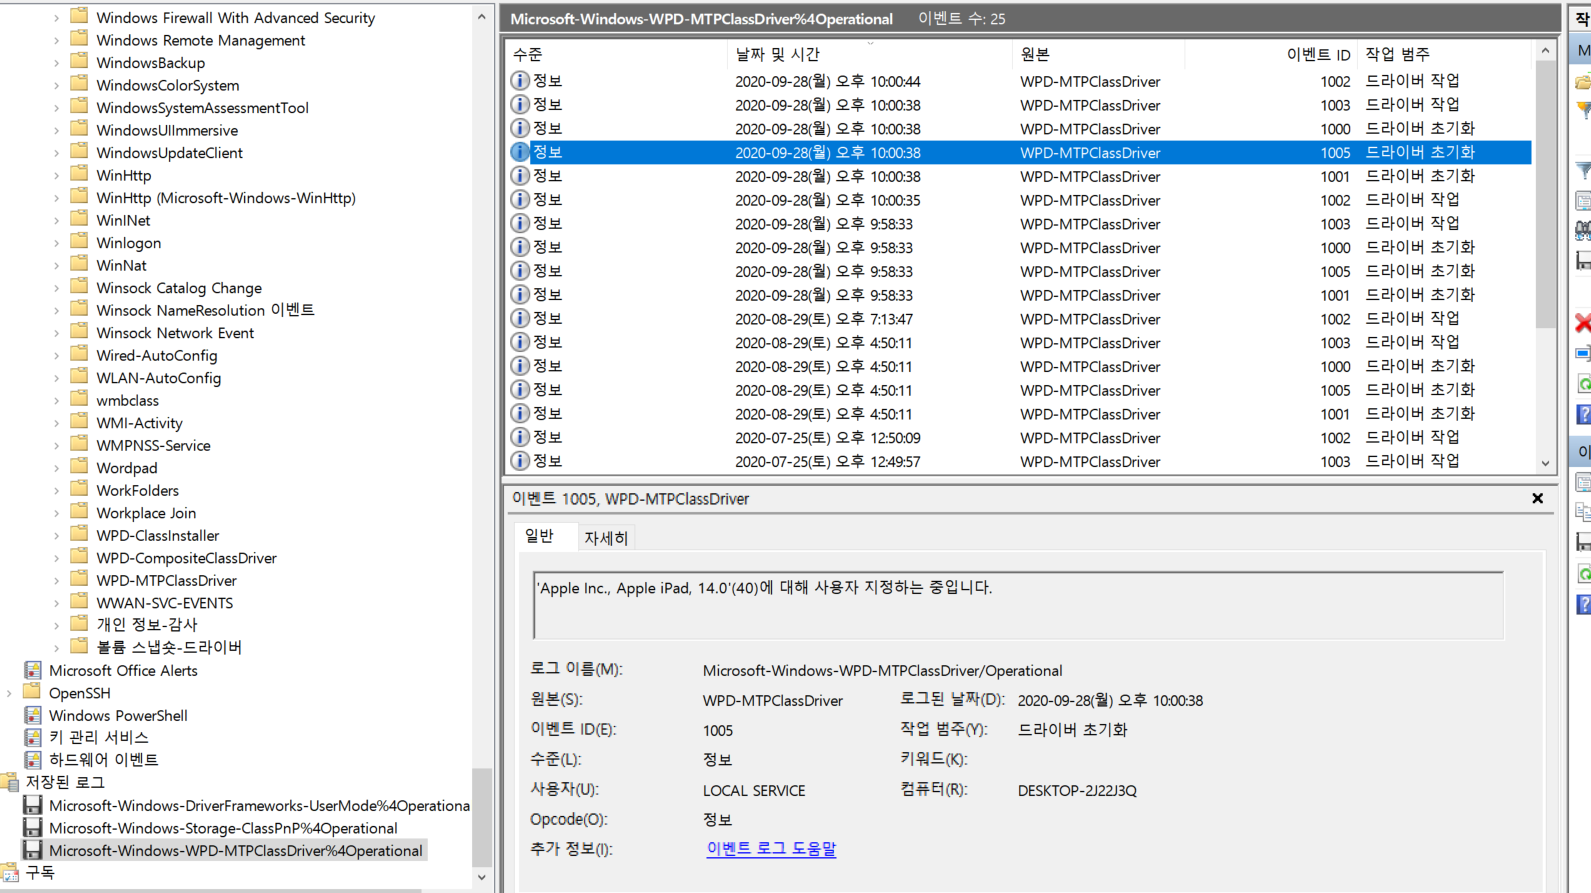 Windows Firewall With Advanced Security
Windows Remote Management
WindowsBackup
WindowsColorSystem
WindowsSystemAssessmentTool
WindowsUIImmersive
WindowsUpdateClient
WinHttp
WinHttp (Microsoft-Windows-WinHttp)
WinINet
Winlogon
WinNat
Winsock Catalog Change
Winsock NameResolution 이벤트
Winsock Network Event
Wired-AutoConfig
WLAN-AutoConfig
wmbclass
WMI-Activity
WMPNSS-Service
Wordpad
WorkFolders
Workplace Join
WPD-ClassInstaller
WPD-CompositeClassDriver
WPD-MTPClassDriver
WWAN-SVC-EVENTS
개인 정보-감사
볼륨 스냅숏-드라이버
Microsoft Office Alerts
OpenSSH
Windows PowerShell
키 관리 서비스
하드웨어 이벤트
저장된 로그
Microsoft-Windows-DriverFrameworks-UserMode%4Operationa
Microsoft-Windows-Storage-ClassPnP%4Operational
Microsoft-Windows-WPD-MTPClassDriver%4Operational
구독
Microsoft-Windows-WPD-MTPClassDriver%4Operational 이벤트 수: 25
수준 날짜 및 시간 원본 이벤트 ID 작업 범주
정보 2020-09-28(월) 오후 10:00:44 WPD-MTPClassDriver 1002 드라이버 작업
정보 2020-09-28(월) 오후 10:00:38 WPD-MTPClassDriver 1003 드라이버 작업
정보 2020-09-28(월) 오후 10:00:38 WPD-MTPClassDriver 1000 드라이버 초기화
정보 2020-09-28(월) 오후 10:00:38 WPD-MTPClassDriver 1005 드라이버 초기화
정보 2020-09-28(월) 오후 10:00:38 WPD-MTPClassDriver 1001 드라이버 초기화
정보 2020-09-28(월) 오후 10:00:35 WPD-MTPClassDriver 1002 드라이버 작업
정보 2020-09-28(월) 오후 9:58:33 WPD-MTPClassDriver 1003 드라이버 작업
정보 2020-09-28(월) 오후 9:58:33 WPD-MTPClassDriver 1000 드라이버 초기화
정보 2020-09-28(월) 오후 9:58:33 WPD-MTPClassDriver 1005 드라이버 초기화
정보 2020-09-28(월) 오후 9:58:33 WPD-MTPClassDriver 1001 드라이버 초기화
정보 2020-08-29(토) 오후 7:13:47 WPD-MTPClassDriver 1002 드라이버 작업
정보 2020-08-29(토) 오후 4:50:11 WPD-MTPClassDriver 1003 드라이버 작업
정보 2020-08-29(토) 오후 4:50:11 WPD-MTPClassDriver 1000 드라이버 초기화
정보 2020-08-29(토) 오후 4:50:11 WPD-MTPClassDriver 1005 드라이버 초기화
정보 2020-08-29(토) 오후 4:50:11 WPD-MTPClassDriver 1001 드라이버 초기화
정보 2020-07-25(토) 오후 12:50:09 WPD-MTPClassDriver 1002 드라이버 작업
정보 2020-07-25(토) 오후 12:49:57 WPD-MTPClassDriver 1003 드라이버 작업
이벤트 1005, WPD-MTPClassDriver
일반 자세히
'Apple Inc., Apple iPad, 14.0'(40)에 대해 사용자 지정하는 중입니다.
로그 이름(M): Microsoft-Windows-WPD-MTPClassDriver/Operational
원본(S): WPD-MTPClassDriver 로그된 날짜(D): 2020-09-28(월) 오후 10:00:38
이벤트 ID(E): 1005 작업 범주(Y): 드라이버 초기화
수준(L): 정보 키워드(K):
사용자(U): LOCAL SERVICE 컴퓨터(R): DESKTOP-2J22J3Q
Opcode(O): 정보
추가 정보(I): 이벤트 로그 도움말
작
M
이